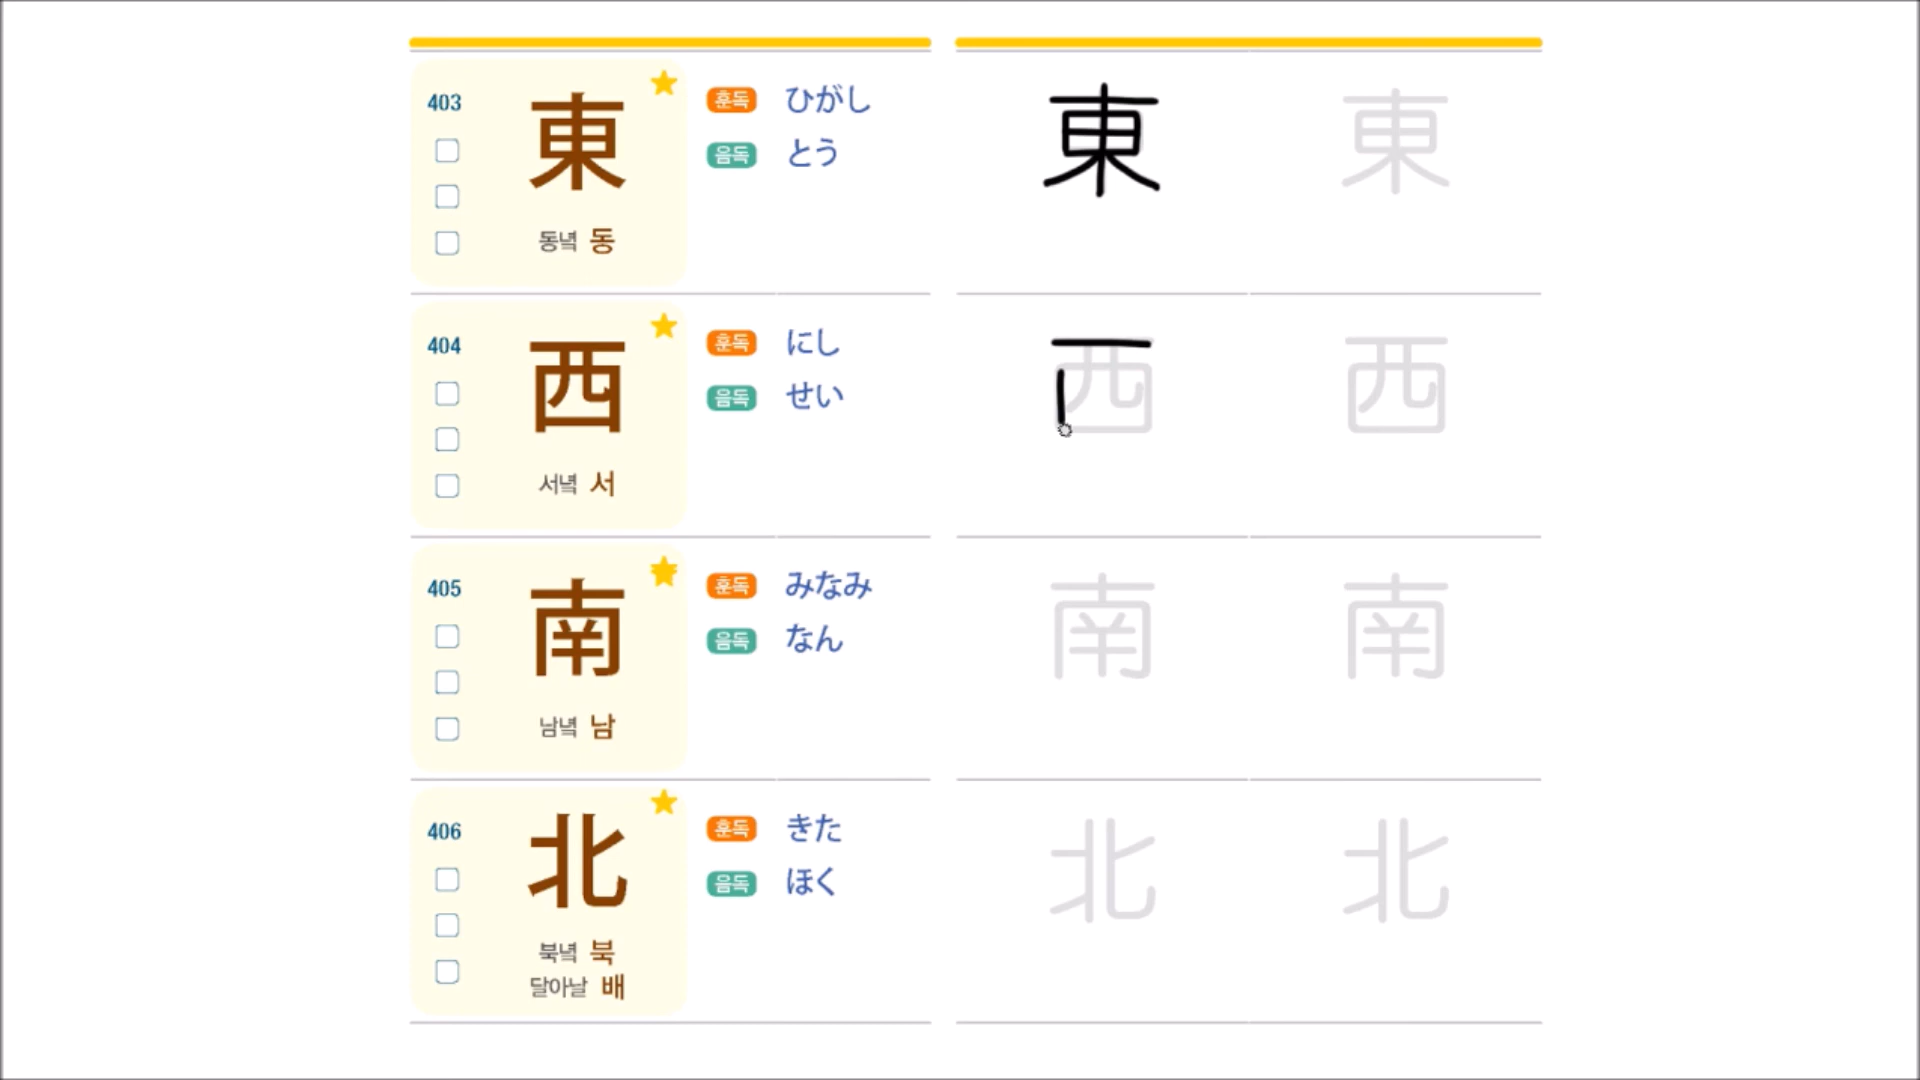 403
東
동녘 동
훈독 ひがし
음독 とう
東 東
404
西
서녘 서
훈독 にし
음독 せい
西 西
405
南
남녘 남
훈독 みなみ
음독 なん
南 南
406
北
북녘 북
달아날 배
훈독 きた
음독 ほく
北 北